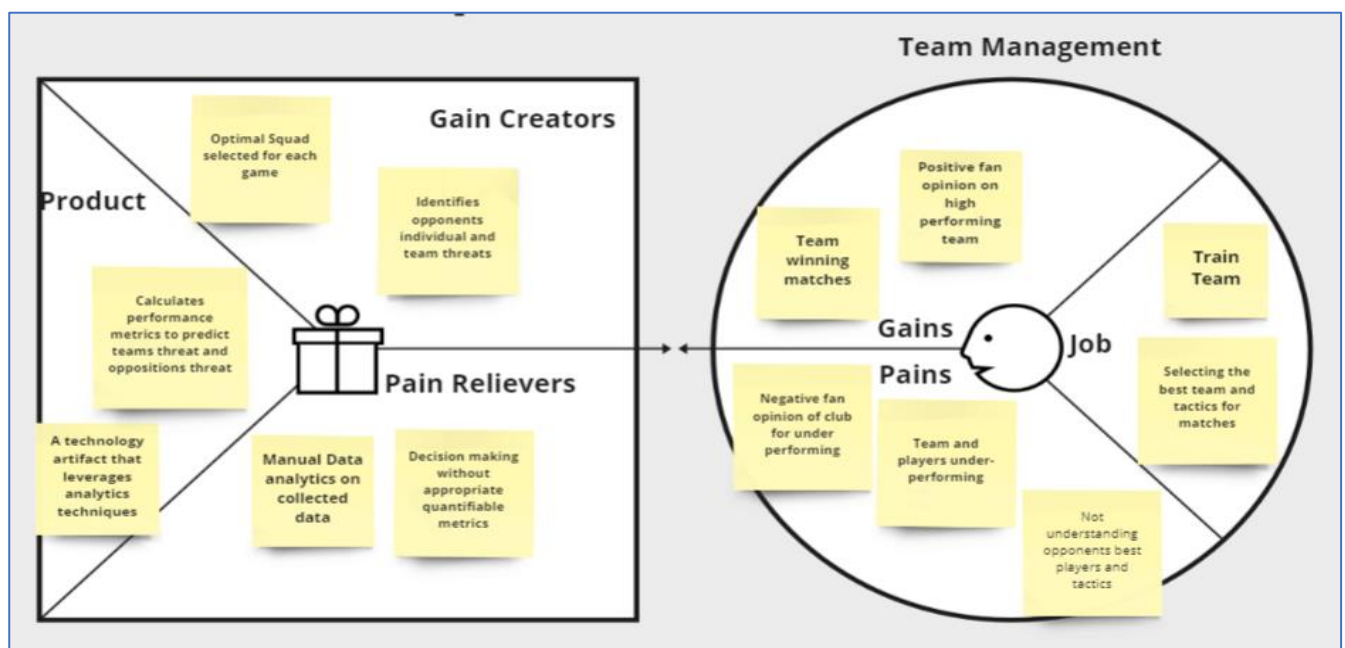 Team Management
Gain Creators
Optimal Squad
selected for each
game
Identifies
opponents
individual and
team threats
Product
Calculates
performance
metrics to predict
teams threat and
oppositions threat
A technology
artifact that
leverages
analytics
techniques
Pain Relievers
Manual Data
analytics on
collected
data
Decision making
without
appropriate
quantifiable
metrics
Positive fan
opinion on
high
performing
team
Team
winning
matches
Gains
Pains
Negative fan
opinion of club
for under
performing
Team and
players under-
performing
Not
understanding
opponents best
players and
tactics
Job
Train
Team
Selecting the
best team and
tactics for
matches